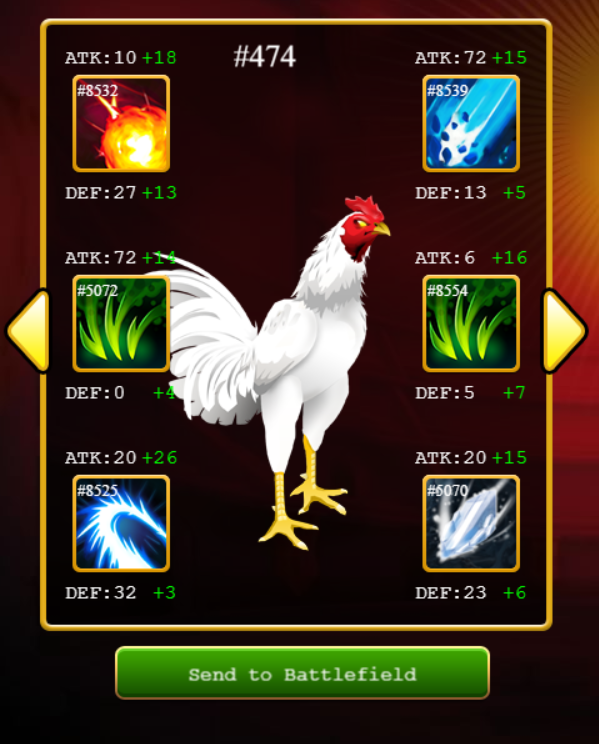 #474
ATK:10 +18
#8532
DEF:27 +13
ATK:72 +15
#8539
DEF:13 +5
ATK:72 +14
#5072
DEF:0 +4
ATK:6 +16
#8554
DEF:5 +7
ATK:20 +26
#8525
DEF:32 +3
ATK:20 +15
#5070
DEF:23 +6
Send to Battlefield